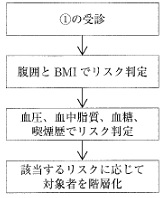 ①の受診
腹囲とBMIでリスク判定
血圧、血中脂質、血糖、
喫煙歴でリスク判定
該当するリスクに応じて
対象者を階層化